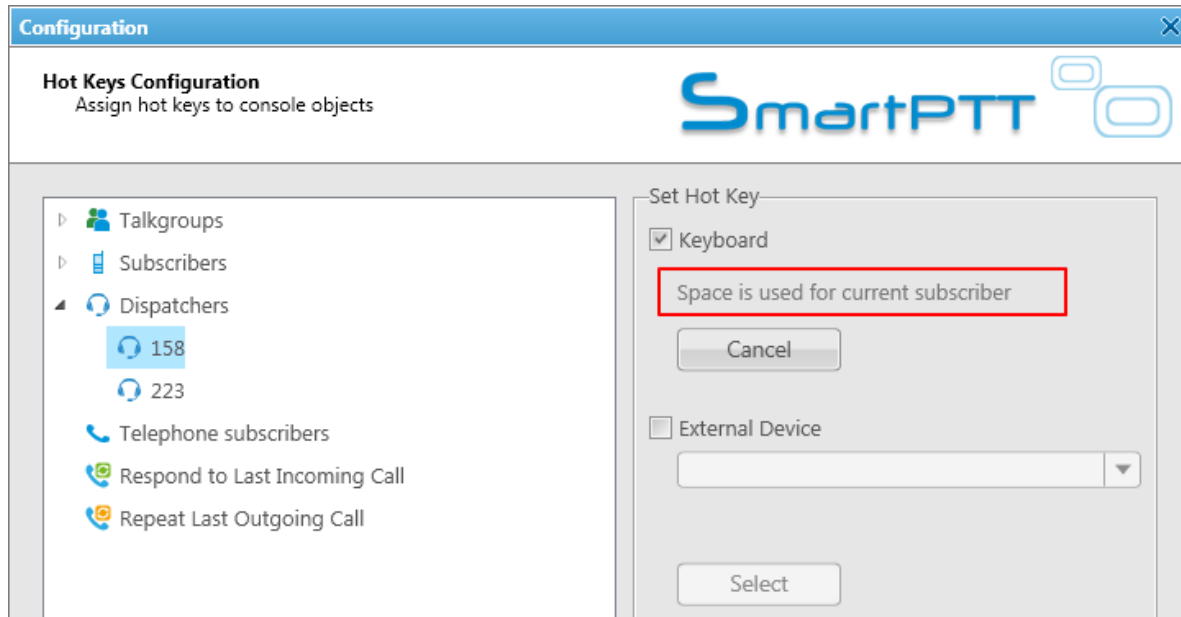 Configuration
Hot Keys Configuration
Assign hot keys to console objects
SmartPTT
Talkgroups
Subscribers
Dispatchers
158
223
Telephone subscribers
Respond to Last Incoming Call
Repeat Last Outgoing Call
Set Hot Key
Keyboard
Space is used for current subscriber
Cancel
External Device
Select